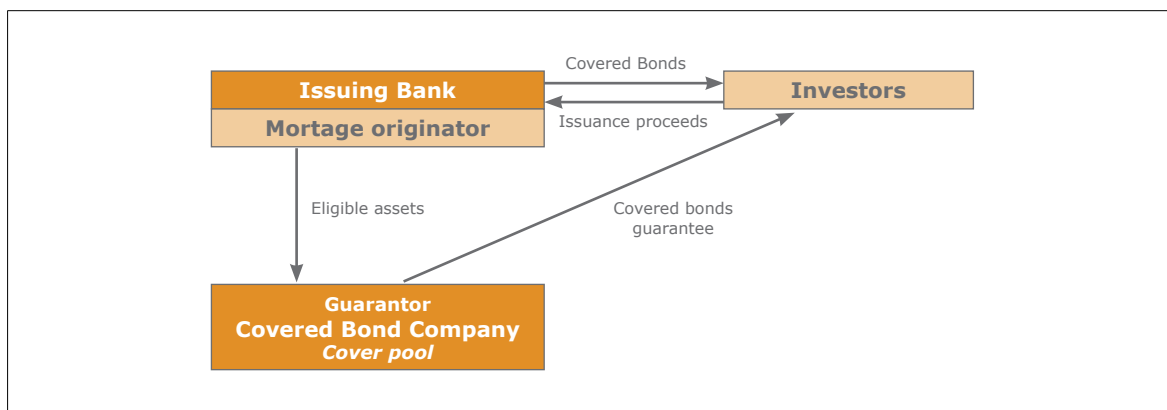 Covered Bonds
Issuing Bank
Investors
Mortage originator
Issuance proceeds
Eligible assets
Covered bonds
guarantee
Guarantor
Covered Bond Company
Cover pool